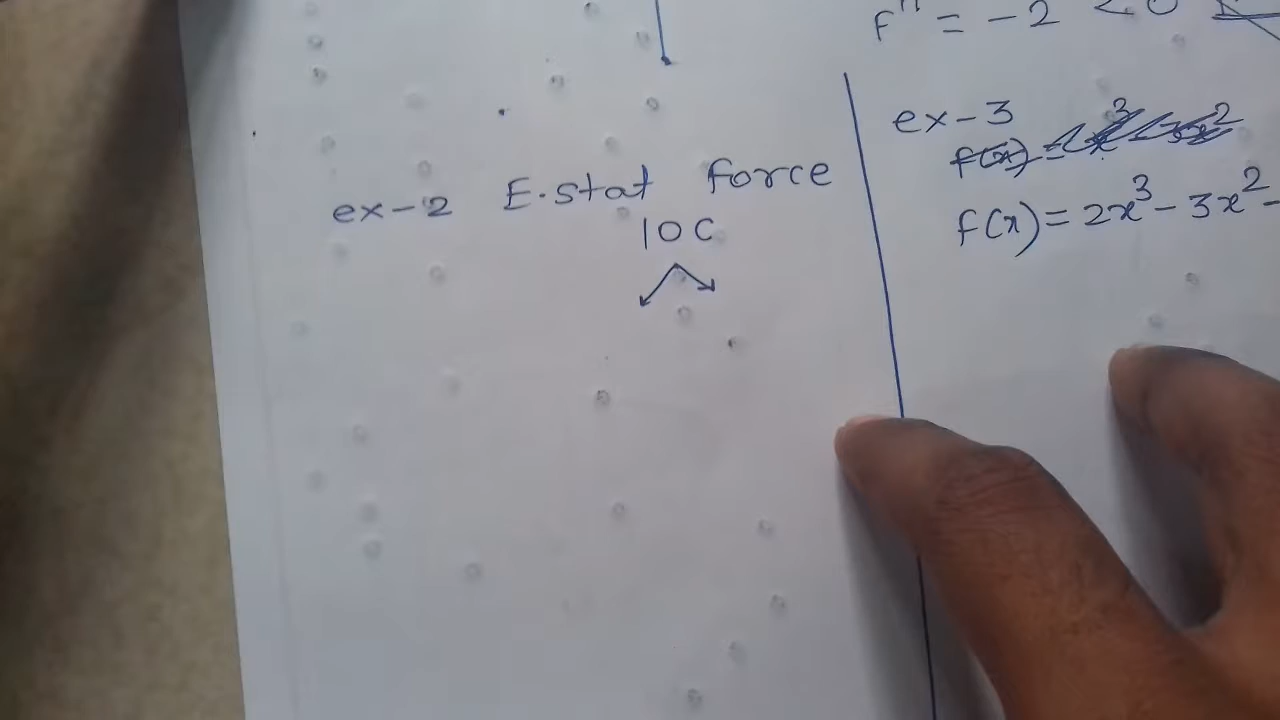 f" = -2 < 0
ex-2 E.stat force
10C
ex-3
f(x) = 2x³ - 3x² -